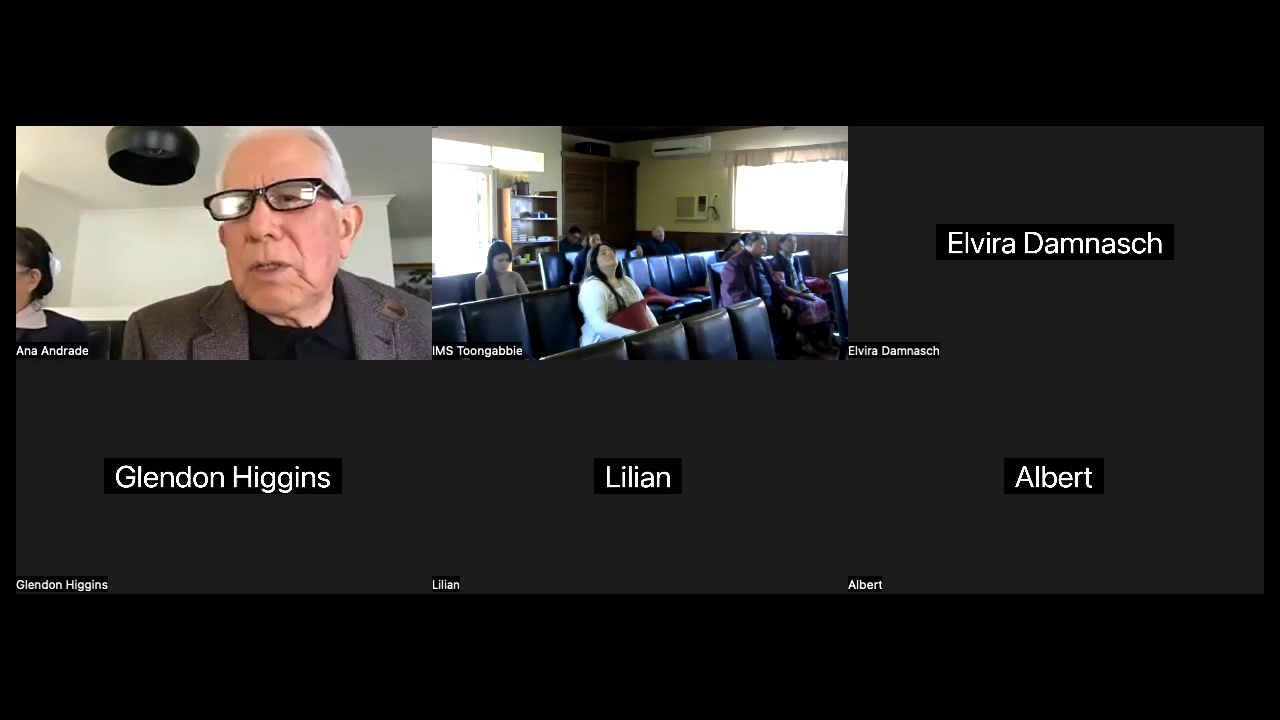 Elvira Damnasch
Ana Andrade
IMS Toongabbie
Elvira Damnasch
Glendon Higgins
Lilian
Albert
Glendon Higgins
Lilian
Albert